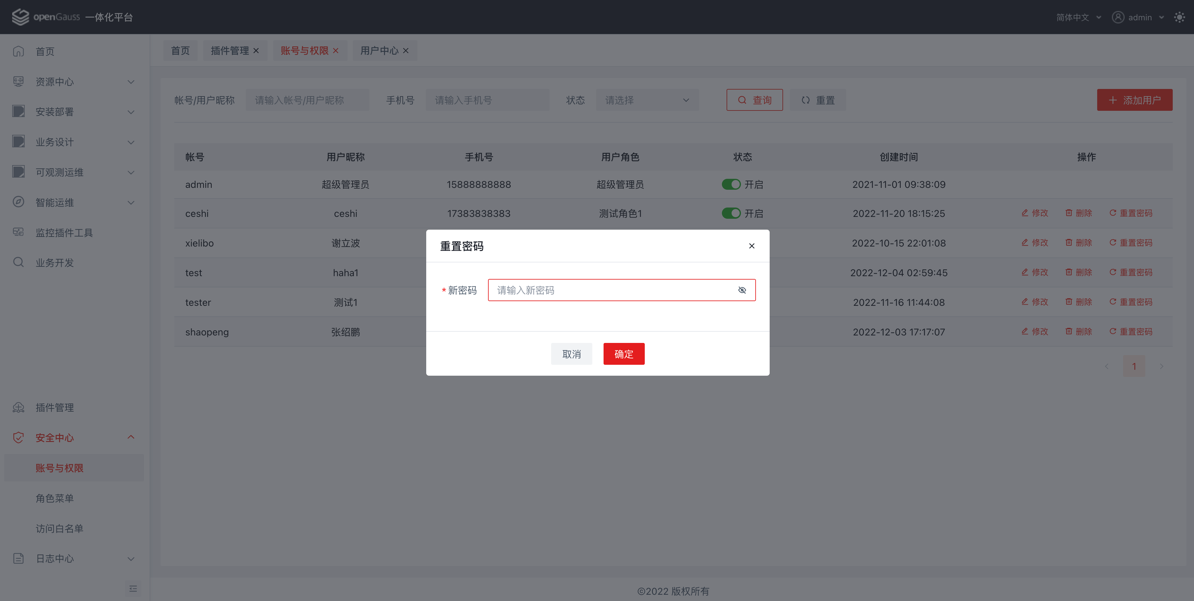 openGauss 一体化平台
简体中文
admin
首页
资源中心
安装部署
业务设计
可观测运维
智能运维
监控插件工具
业务开发
插件管理
安全中心
账号与权限
角色菜单
访问白名单
日志中心
首页 插件管理 账号与权限 用户中心
帐号/用户昵称 请输入帐号/用户昵称 手机号 请输入手机号 状态 请选择 查询 重置 添加用户
帐号 用户昵称 手机号 用户角色 状态 创建时间 操作
admin 超级管理员 15888888888 超级管理员 开启 2021-11-01 09:38:09
ceshi ceshi 17383838383 测试角色1 开启 2022-11-20 18:15:25 修改 删除 重置密码
xielibo 谢立波 2022-10-15 22:01:08 修改 删除 重置密码
test haha1 2022-12-04 02:59:45 修改 删除 重置密码
tester 测试1 2022-11-16 11:44:08 修改 删除 重置密码
shaopeng 张绍鹏 2022-12-03 17:17:07 修改 删除 重置密码
1
重置密码
* 新密码 请输入新密码
取消 确定
©2022 版权所有